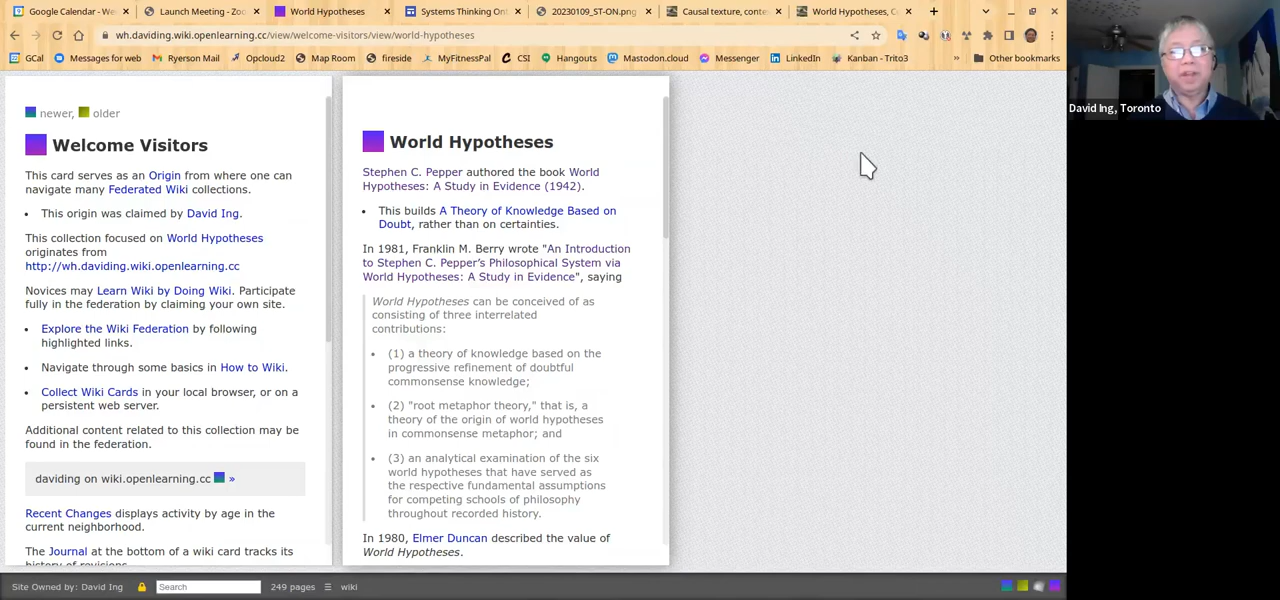 Google Calendar - We
Launch Meeting - Zoo
World Hypotheses
Systems Thinking Ont
20230109_ST-ON.png
Causal texture, conte
World Hypotheses, C
wh.daviding.wiki.openlearning.cc/view/welcome-visitors/view/world-hypotheses
GCal
Messages for web
Ryerson Mail
Opcloud2
Map Room
fireside
MyFitnessPal
CSI
Hangouts
Mastodon.cloud
Messenger
LinkedIn
Kanban - Trito3
»
Other bookmarks
newer, older
Welcome Visitors
This card serves as an Origin from where one can
navigate many Federated Wiki collections.
• This origin was claimed by David Ing.
This collection focused on World Hypotheses
originates from
http://wh.daviding.wiki.openlearning.cc
Novices may Learn Wiki by Doing Wiki. Participate
fully in the federation by claiming your own site.
• Explore the Wiki Federation by following
highlighted links.
• Navigate through some basics in How to Wiki.
• Collect Wiki Cards in your local browser, or on a
persistent web server.
Additional content related to this collection may be
found in the federation.
daviding on wiki.openlearning.cc »
Recent Changes displays activity by age in the
current neighborhood.
The Journal at the bottom of a wiki card tracks its
history of revisions.
World Hypotheses
Stephen C. Pepper authored the book World
Hypotheses: A Study in Evidence (1942).
• This builds A Theory of Knowledge Based on
Doubt, rather than on certainties.
In 1981, Franklin M. Berry wrote "An Introduction
to Stephen C. Pepper's Philosophical System via
World Hypotheses: A Study in Evidence", saying
World Hypotheses can be conceived of as
consisting of three interrelated
contributions:
• (1) a theory of knowledge based on the
progressive refinement of doubtful
commonsense knowledge;
• (2) "root metaphor theory," that is, a
theory of the origin of world hypotheses
in commonsense metaphor; and
• (3) an analytical examination of the six
world hypotheses that have served as
the respective fundamental assumptions
for competing schools of philosophy
throughout recorded history.
In 1980, Elmer Duncan described the value of
World Hypotheses.
David Ing, Toronto
Site Owned by: David Ing
Search
249 pages
wiki